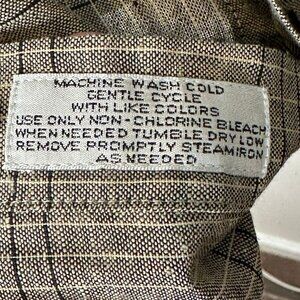 MACHINE WASH COLD
GENTLE CYCLE
WITH LIKE COLORS
USE ONLY NON-CHLORINE BLEACH
WHEN NEEDED TUMBLE DRY LOW
REMOVE PROMPTLY STEAM IRON
AS NEEDED